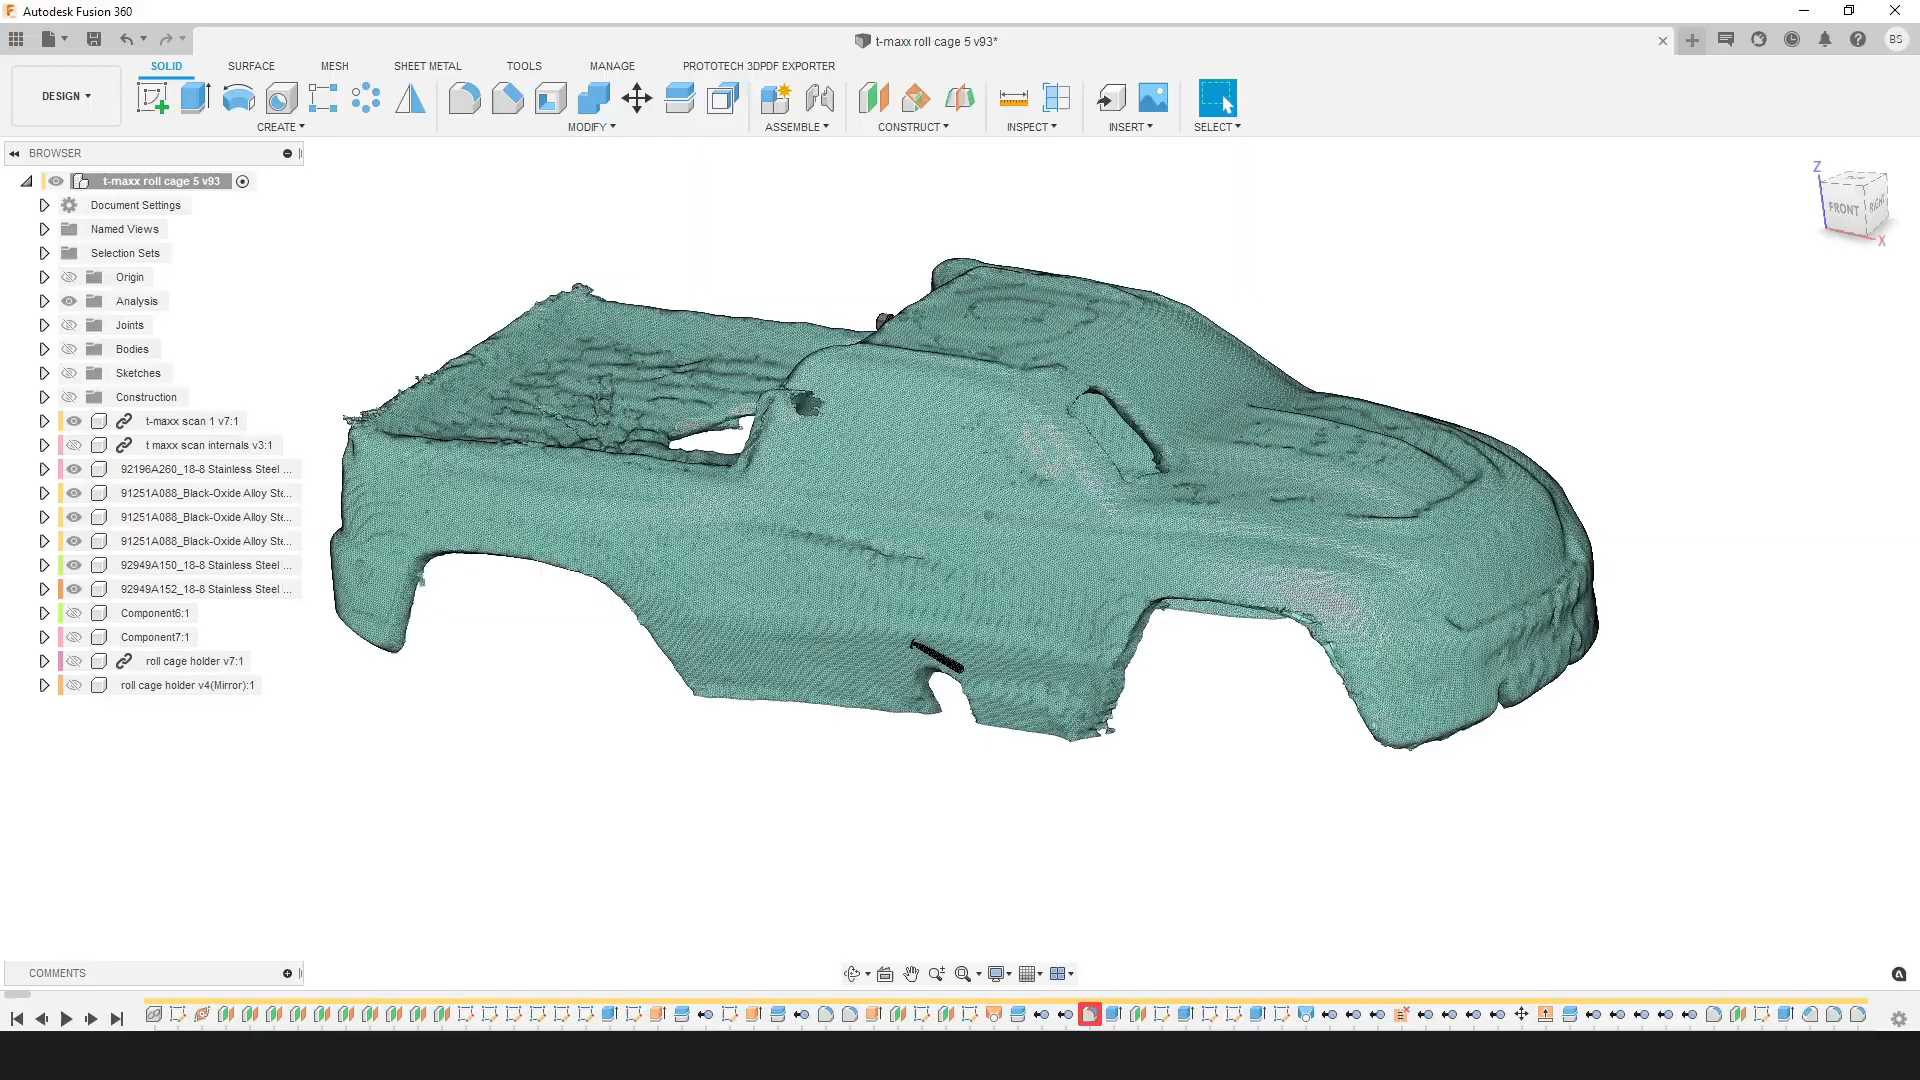 Autodesk Fusion 360
t-maxx roll cage 5 v93*
BS
DESIGN
SOLID
SURFACE
MESH
SHEET METAL
TOOLS
MANAGE
PROTOTECH 3DPDF EXPORTER
CREATE
MODIFY
ASSEMBLE
CONSTRUCT
INSPECT
INSERT
SELECT
BROWSER
t-maxx roll cage 5 v93
Document Settings
Named Views
Selection Sets
Origin
Analysis
Joints
Bodies
Sketches
Construction
t-maxx scan 1 v7:1
t maxx scan internals v3:1
92196A260_18-8 Stainless Steel ...
91251A088_Black-Oxide Alloy Ste...
91251A088_Black-Oxide Alloy Ste...
91251A088_Black-Oxide Alloy Ste...
92949A150_18-8 Stainless Steel ...
92949A152_18-8 Stainless Steel ...
Component6:1
Component7:1
roll cage holder v7:1
roll cage holder v4(Mirror):1
Z
FRONT
RIGHT
X
COMMENTS